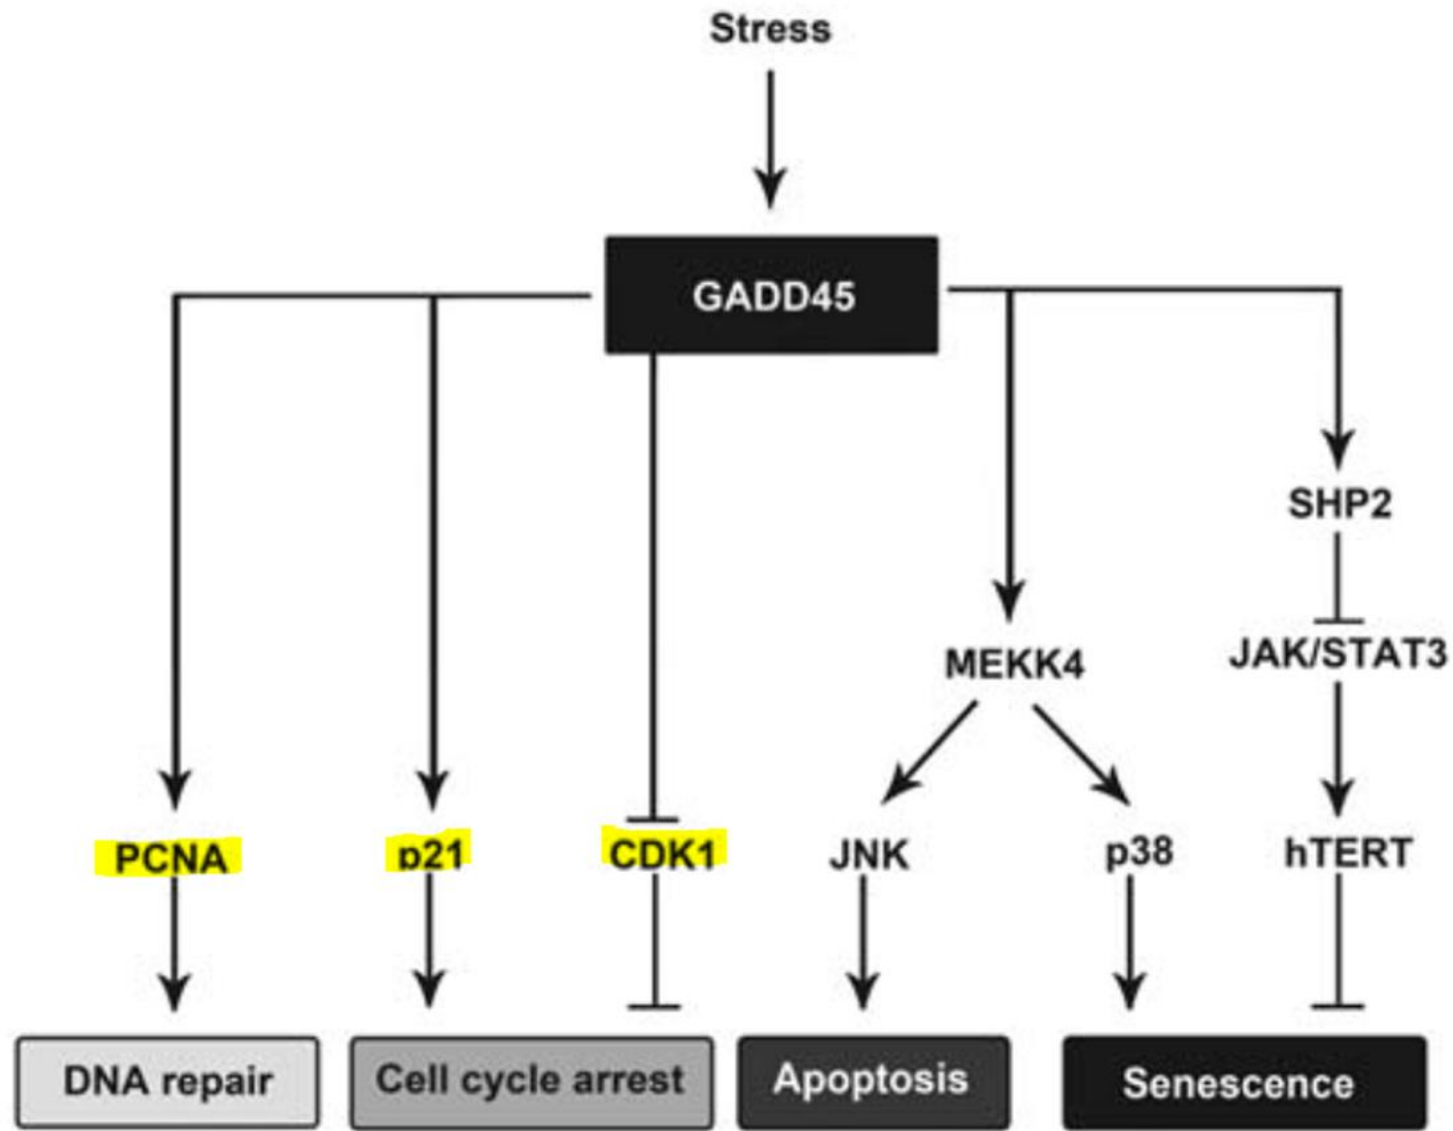 Stress
GADD45
SHP2
MEKK4
JAK/STAT3
PCNA
p21
CDK1
JNK
p38
hTERT
DNA repair
Cell cycle arrest
Apoptosis
Senescence